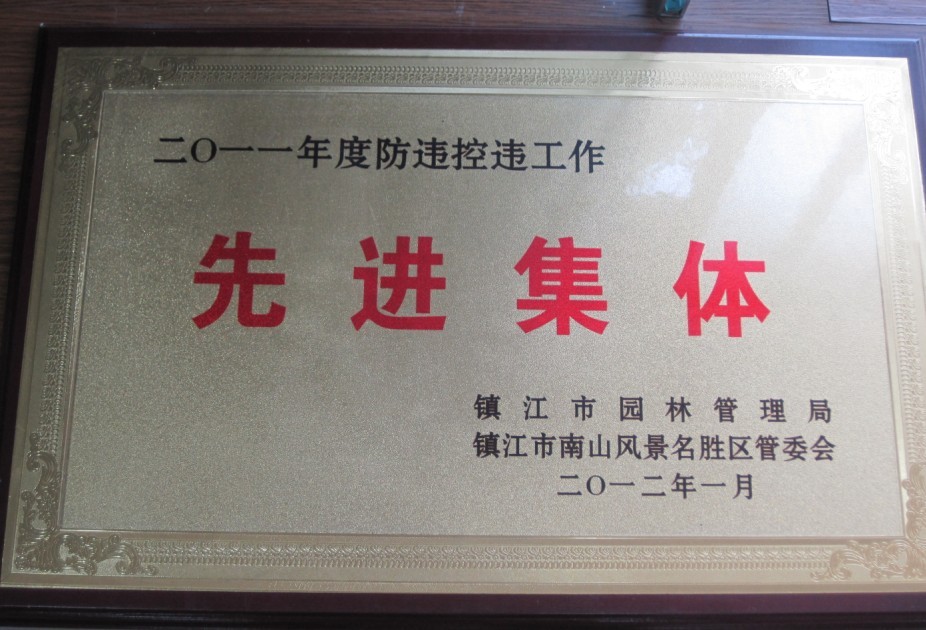 二〇一一年度防违控违工作
先进集体
镇江市园林管理局
镇江市南山风景名胜区管委会
二〇一二年一月